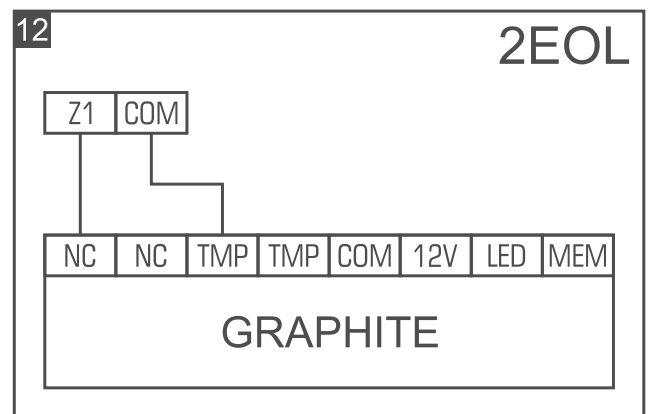 12
2EOL
Z1 COM
NC NC TMP TMP COM 12V LED MEM
GRAPHITE